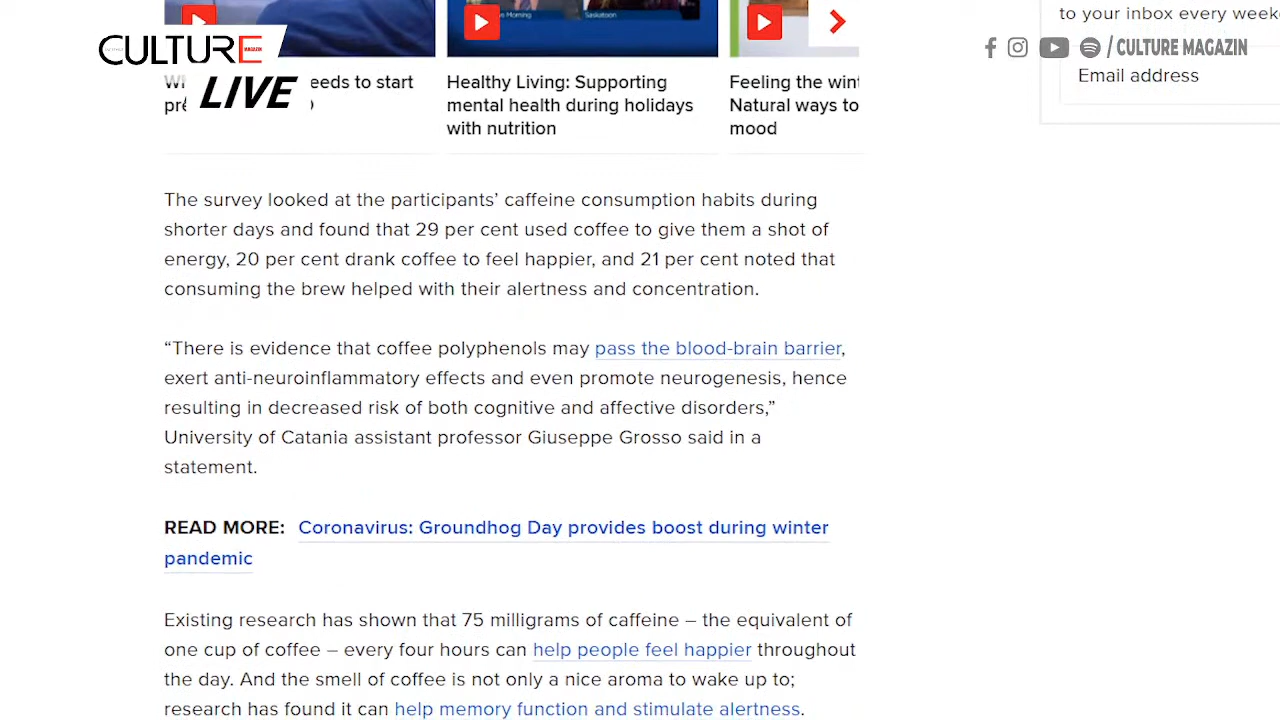 CULTURE
MAGAZIN
LIVE
/ CULTURE MAGAZIN
to your inbox every week
Email address
Morning
Saskatoon
eeds to start
Healthy Living: Supporting
mental health during holidays
with nutrition
Feeling the wint
Natural ways to
mood
The survey looked at the participants’ caffeine consumption habits during
shorter days and found that 29 per cent used coffee to give them a shot of
energy, 20 per cent drank coffee to feel happier, and 21 per cent noted that
consuming the brew helped with their alertness and concentration.
“There is evidence that coffee polyphenols may pass the blood-brain barrier,
exert anti-neuroinflammatory effects and even promote neurogenesis, hence
resulting in decreased risk of both cognitive and affective disorders,”
University of Catania assistant professor Giuseppe Grosso said in a
statement.
READ MORE: Coronavirus: Groundhog Day provides boost during winter
pandemic
Existing research has shown that 75 milligrams of caffeine – the equivalent of
one cup of coffee – every four hours can help people feel happier throughout
the day. And the smell of coffee is not only a nice aroma to wake up to;
research has found it can help memory function and stimulate alertness.